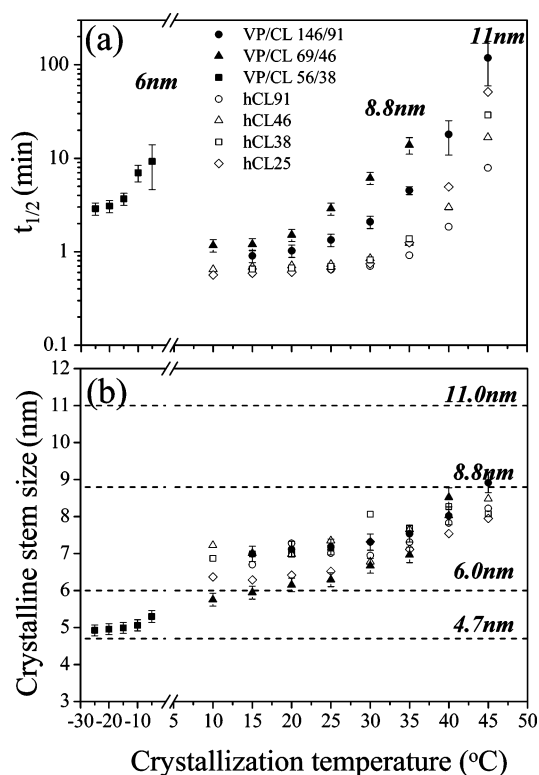 (a)
VP/CL 146/91
VP/CL 69/46
VP/CL 56/38
hCL91
hCL46
hCL38
hCL25
6nm
8.8nm
11nm
t1/2 (min)
100
10
1
0.1
(b)
11.0nm
8.8nm
6.0nm
4.7nm
Crystalline stem size (nm)
12
11
10
9
8
7
6
5
4
3
-30 -20 -10 5 10 15 20 25 30 35 40 45 50
Crystallization temperature (oC)